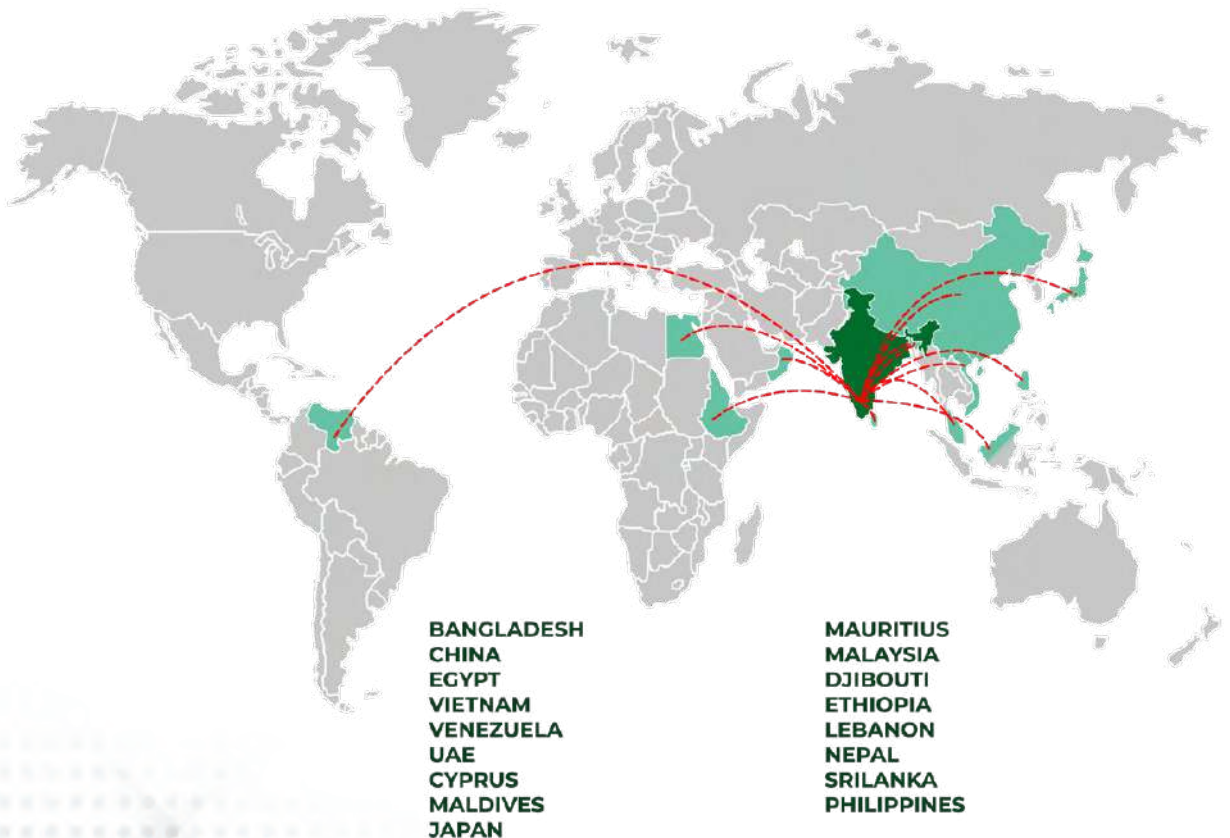 BANGLADESH
CHINA
EGYPT
VIETNAM
VENEZUELA
UAE
CYPRUS
MALDIVES
JAPAN
MAURITIUS
MALAYSIA
DJIBOUTI
ETHIOPIA
LEBANON
NEPAL
SRILANKA
PHILIPPINES